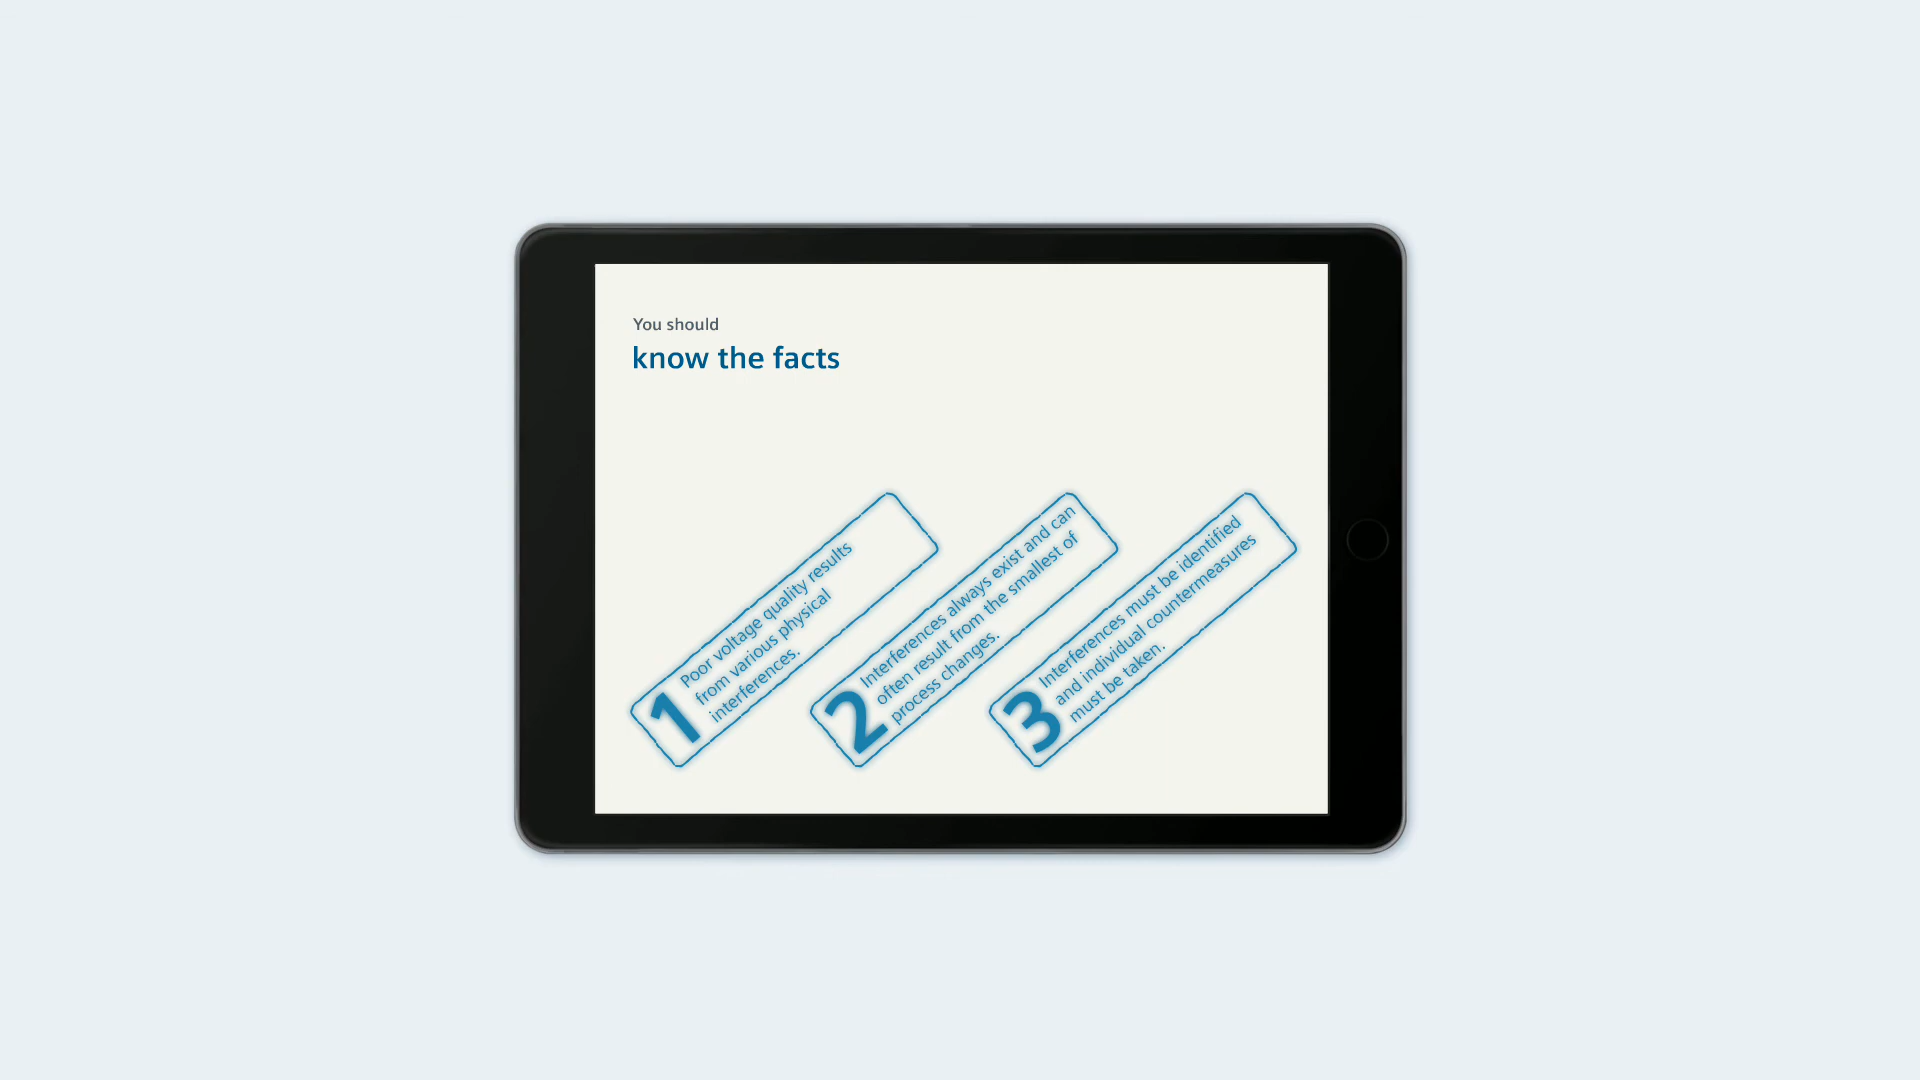 You should
know the facts
1
Poor voltage quality results
from various physical
interferences.
2
Interferences always exist and can
often result from the smallest of
process changes.
3
Interferences must be identified
and individual countermeasures
must be taken.